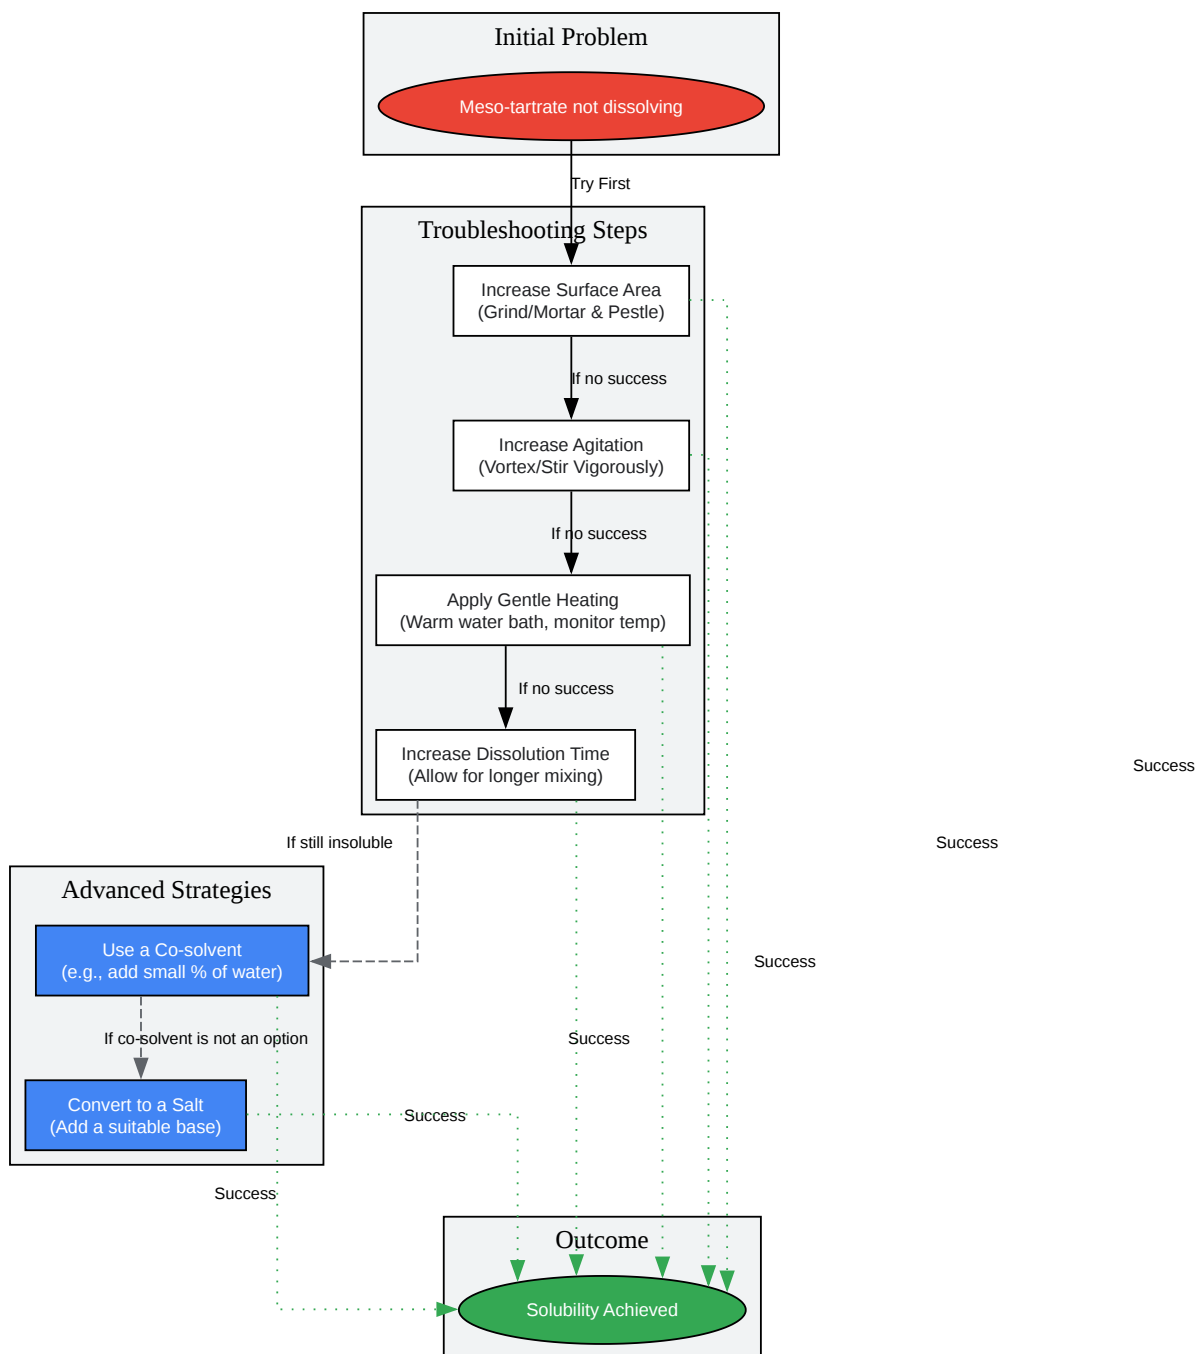 Initial Problem
Meso-tartrate not dissolving
Try First
Troubleshooting Steps
Increase Surface Area
(Grind/Mortar & Pestle)
If no success
Increase Agitation
(Vortex/Stir Vigorously)
If no success
Apply Gentle Heating
(Warm water bath, monitor temp)
If no success
Increase Dissolution Time
(Allow for longer mixing)
Success
If still insoluble
Success
Advanced Strategies
Use a Co-solvent
(e.g., add small % of water)
Success
If co-solvent is not an option
Success
Convert to a Salt
(Add a suitable base)
Success
Success
Outcome
Solubility Achieved